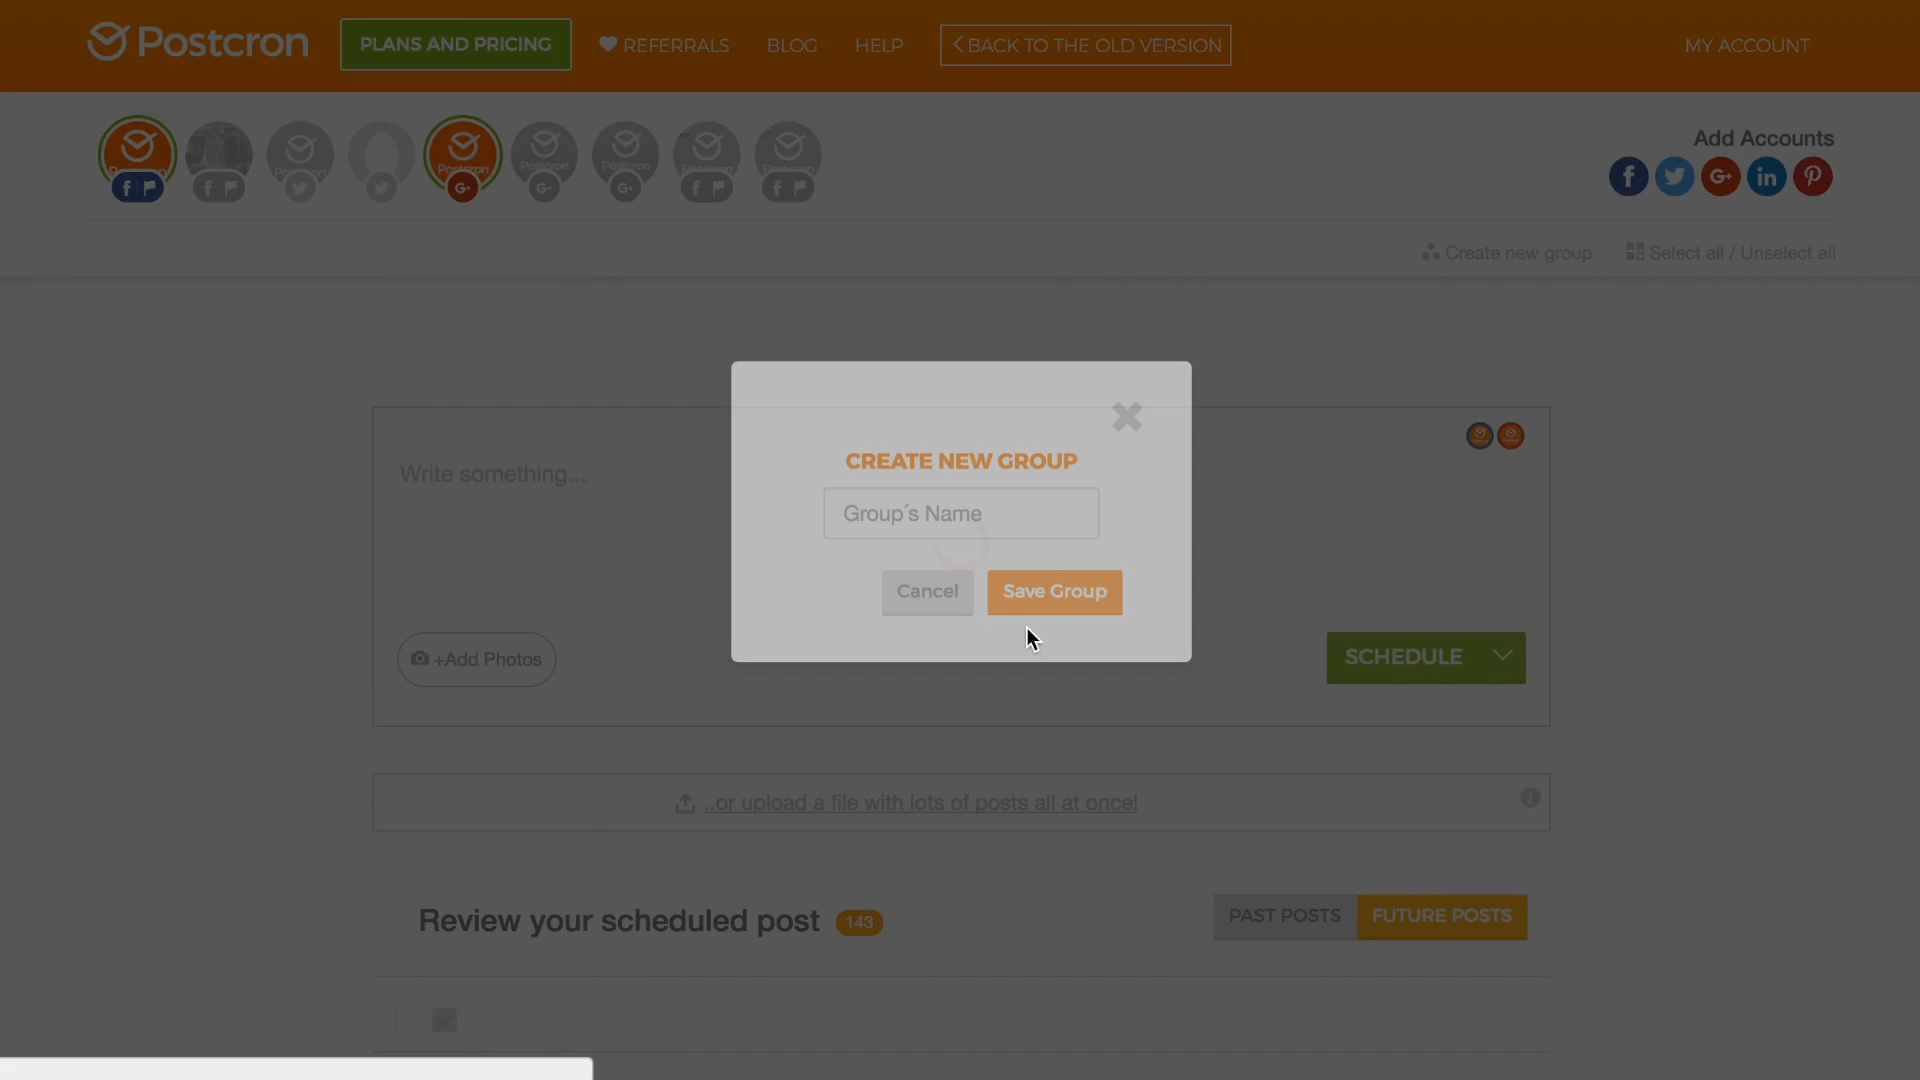 Postcron
PLANS AND PRICING
REFERRALS
BLOG
HELP
BACK TO THE OLD VERSION
MY ACCOUNT
Add Accounts
Create new group
Select all / Unselect all
CREATE NEW GROUP
Group´s Name
Cancel
Save Group
Write something...
+Add Photos
SCHEDULE
..or upload a file with lots of posts all at once!
Review your scheduled post
143
PAST POSTS
FUTURE POSTS